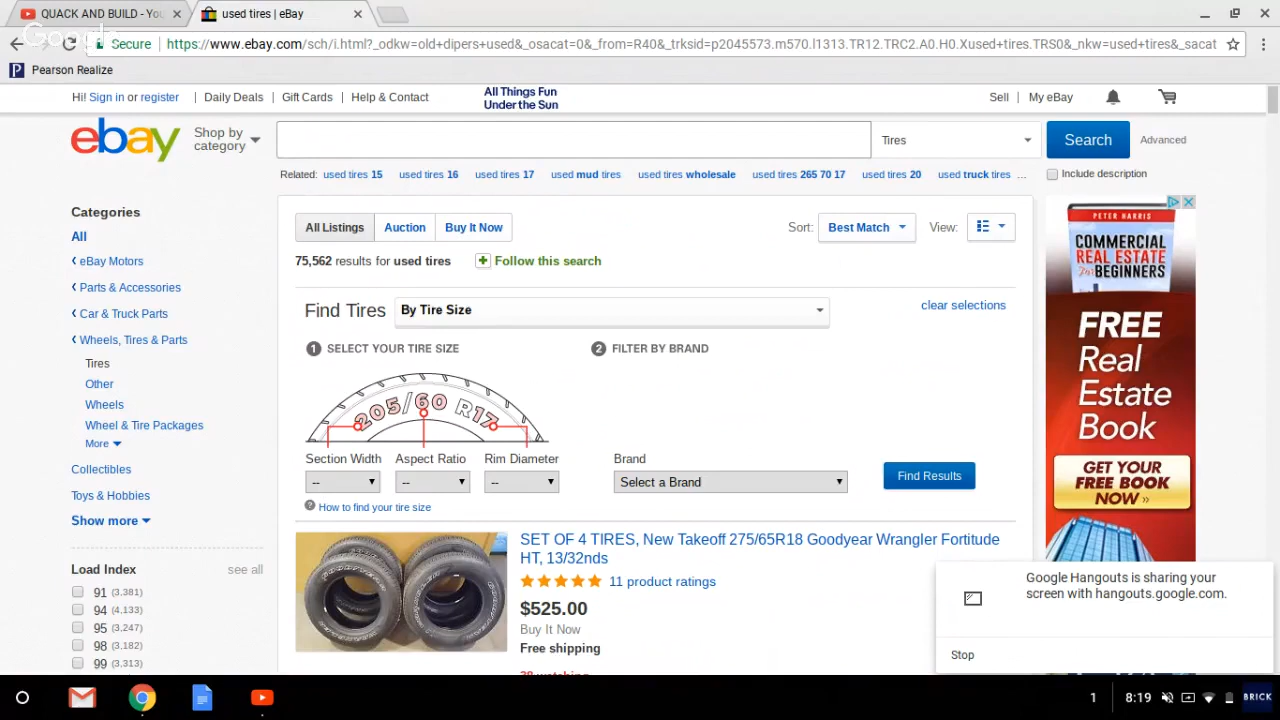 QUACK AND BUILD - You
used tires | eBay
Google
Secure
https://www.ebay.com/sch/i.html?_odkw=old+dipers+used&_osacat=0&_from=R40&_trksid=p2045573.m570.l1313.TR12.TRC2.A0.H0.Xused+tires.TRS0&_nkw=used+tires&_sacat
Pearson Realize
Hi! Sign in or register
Daily Deals
Gift Cards
Help & Contact
All Things Fun
Under the Sun
Sell
My eBay
ebay
Shop by
category
Tires
Search
Advanced
Related: used tires 15 used tires 16 used tires 17 used mud tires used tires wholesale used tires 265 70 17 used tires 20 used truck tires ...
Include description
Categories
All
eBay Motors
Parts & Accessories
Car & Truck Parts
Wheels, Tires & Parts
Tires
Other
Wheels
Wheel & Tire Packages
More
Collectibles
Toys & Hobbies
Show more
Load Index
see all
91 (3,381)
94 (4,133)
95 (3,247)
98 (3,182)
99 (3,313)
All Listings
Auction
Buy It Now
Sort: Best Match
View:
75,562 results for used tires
Follow this search
Find Tires
By Tire Size
clear selections
1 SELECT YOUR TIRE SIZE
2 FILTER BY BRAND
205/60 R17
Section Width
Aspect Ratio
Rim Diameter
Brand
--
--
--
Select a Brand
Find Results
? How to find your tire size
SET OF 4 TIRES, New Takeoff 275/65R18 Goodyear Wrangler Fortitude
HT, 13/32nds
11 product ratings
$525.00
Buy It Now
Free shipping
38 watching
PETER HARRIS
COMMERCIAL
REAL ESTATE
For BEGINNERS
FREE
Real
Estate
Book
GET YOUR
FREE BOOK
NOW »
Google Hangouts is sharing your
screen with hangouts.google.com.
Stop
1
8:19
BRICK